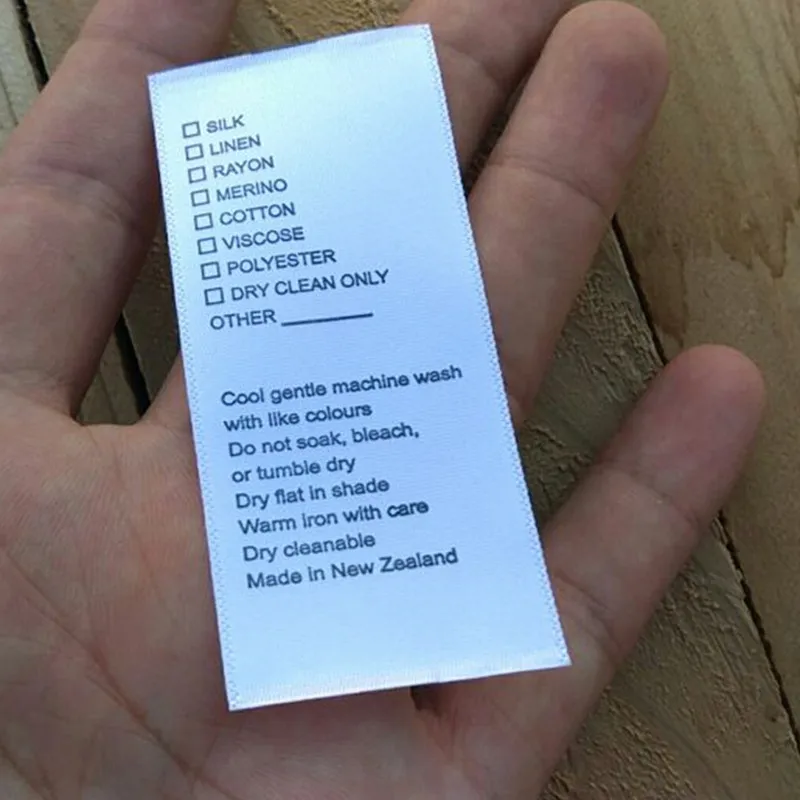 ☐ SILK
☐ LINEN
☐ RAYON
☐ MERINO
☐ COTTON
☐ VISCOSE
☐ POLYESTER
☐ DRY CLEAN ONLY
OTHER ________
Cool gentle machine wash
with like colours
Do not soak, bleach,
or tumble dry
Dry flat in shade
Warm iron with care
Dry cleanable
Made in New Zealand